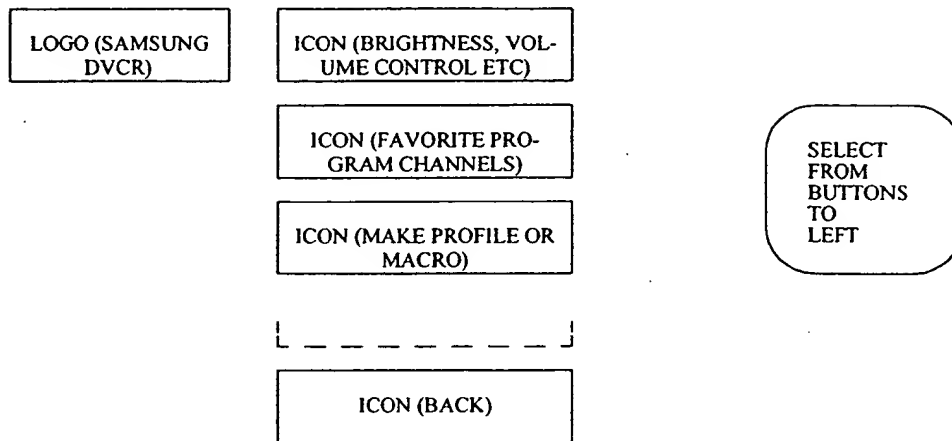 LOGO (SAMSUNG
DVCR)
ICON (BRIGHTNESS, VOL-
UME CONTROL ETC)
ICON (FAVORITE PRO-
GRAM CHANNELS)
ICON (MAKE PROFILE OR
MACRO)
ICON (BACK)
SELECT
FROM
BUTTONS
TO
LEFT